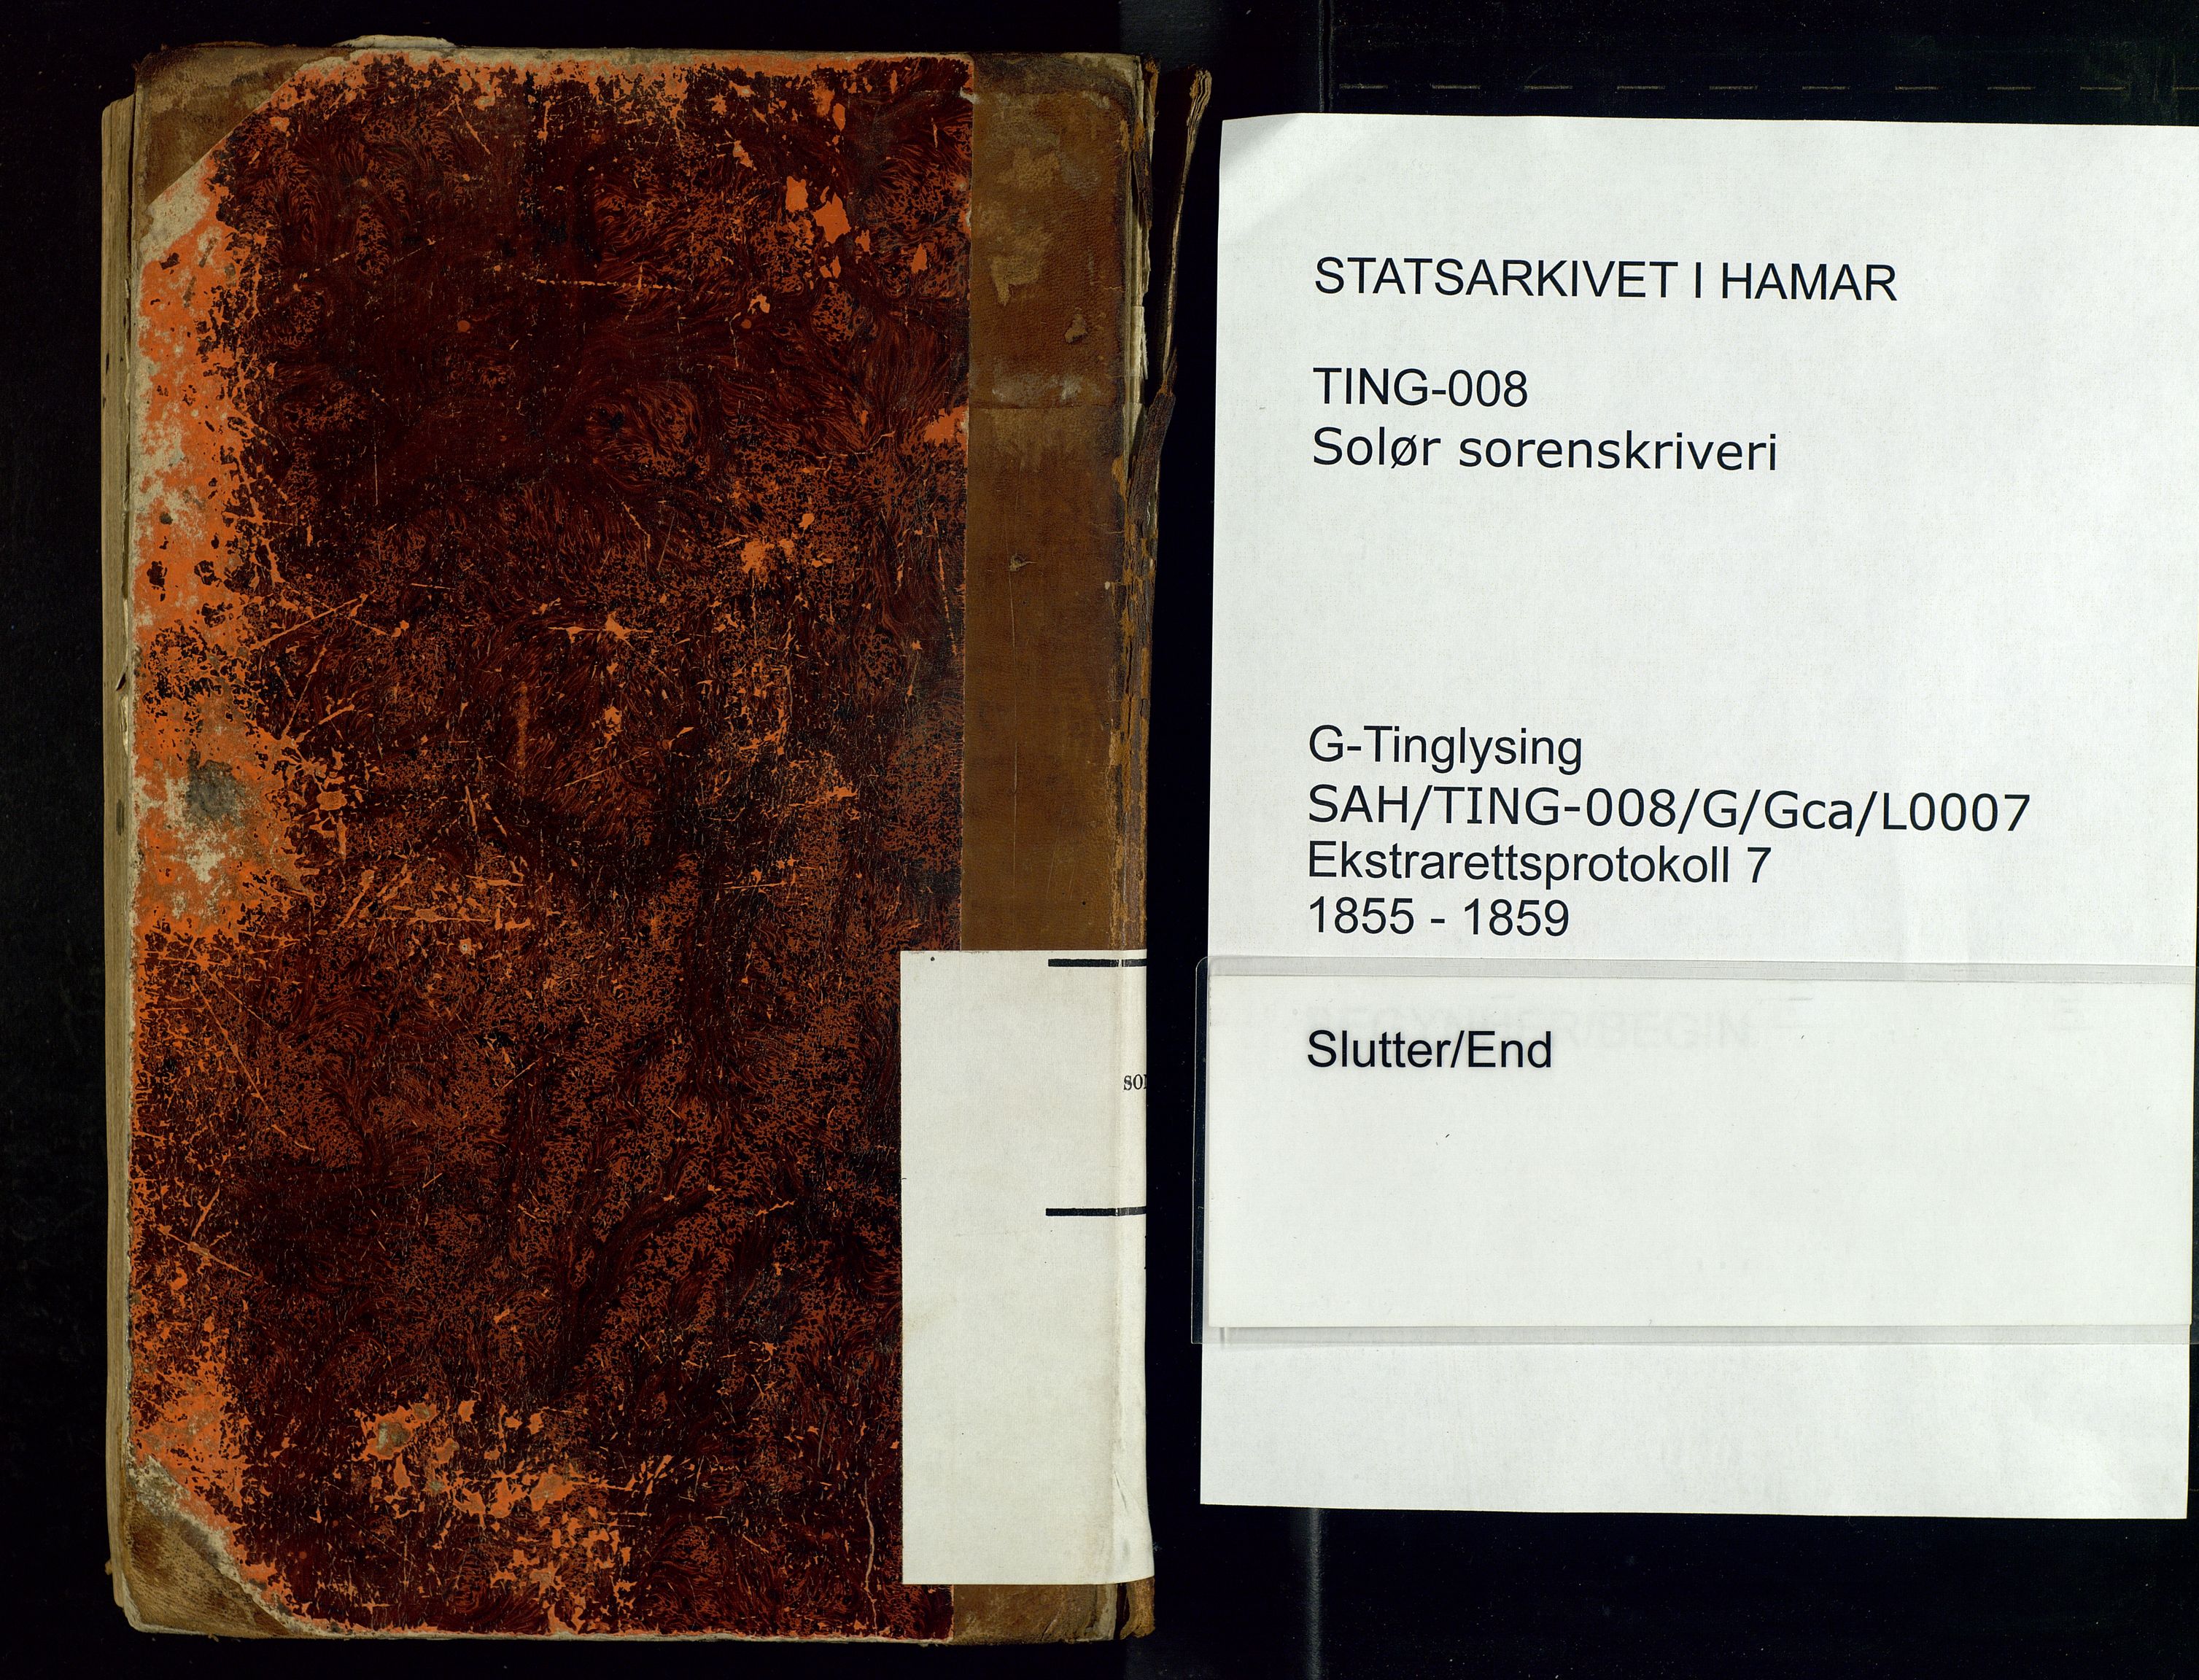 STATSARKIVET I HAMAR
TING-008
Solør sorenskriveri
G-Tinglysing
SAH/TING-008/G/Gca/L0007
Ekstrarettsprotokoll 7
1855 - 1859
Slutter/End